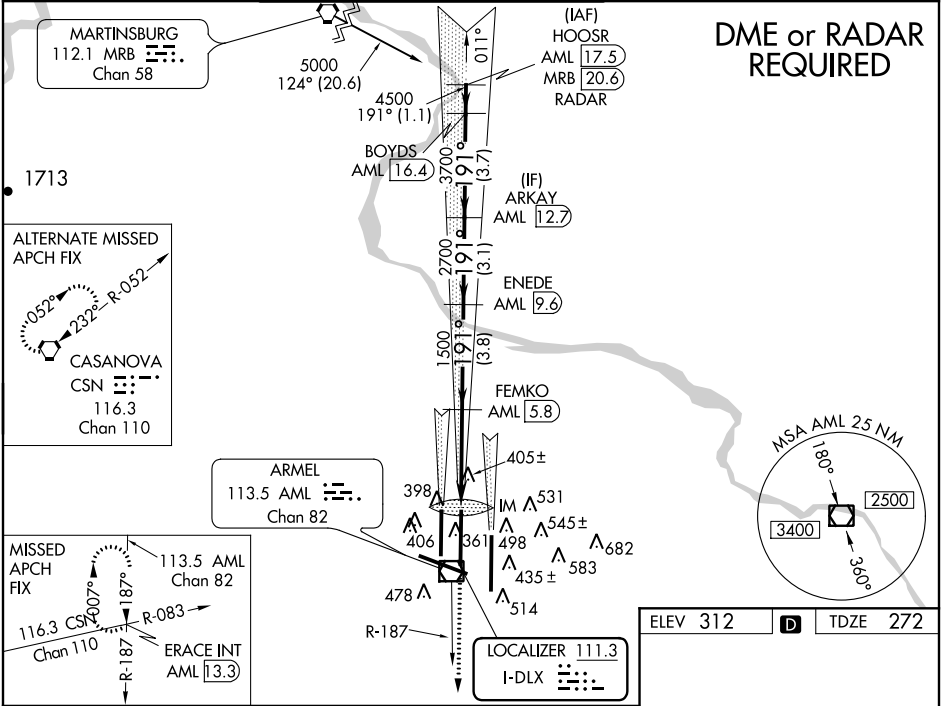 DME or RADAR
REQUIRED
MARTINSBURG
112.1 MRB
Chan 58
5000
124° (20.6)
011°
(IAF)
HOOSR
AML 17.5
MRB 20.6
RADAR
4500
191° (1.1)
BOYDS
AML 16.4
3700
191°
(3.7)
(IF)
ARKAY
AML 12.7
2700
191°
(3.1)
ENEDE
AML 9.6
1500
191°
(3.8)
FEMKO
AML 5.8
1713
ALTERNATE MISSED
APCH FIX
052°
232°
R-052
CASANOVA
CSN
116.3
Chan 110
ARMEL
113.5 AML
Chan 82
405±
398
IM
531
406
361
498
545±
682
583
435±
478
514
R-187
LOCALIZER 111.3
I-DLX
MISSED
APCH
FIX
113.5 AML
Chan 82
007°
187°
R-083
116.3 CSN
Chan 110
R-187
ERACE INT
AML 13.3
MSA AML 25 NM
180°
2500
3400
360°
ELEV 312
D
TDZE 272